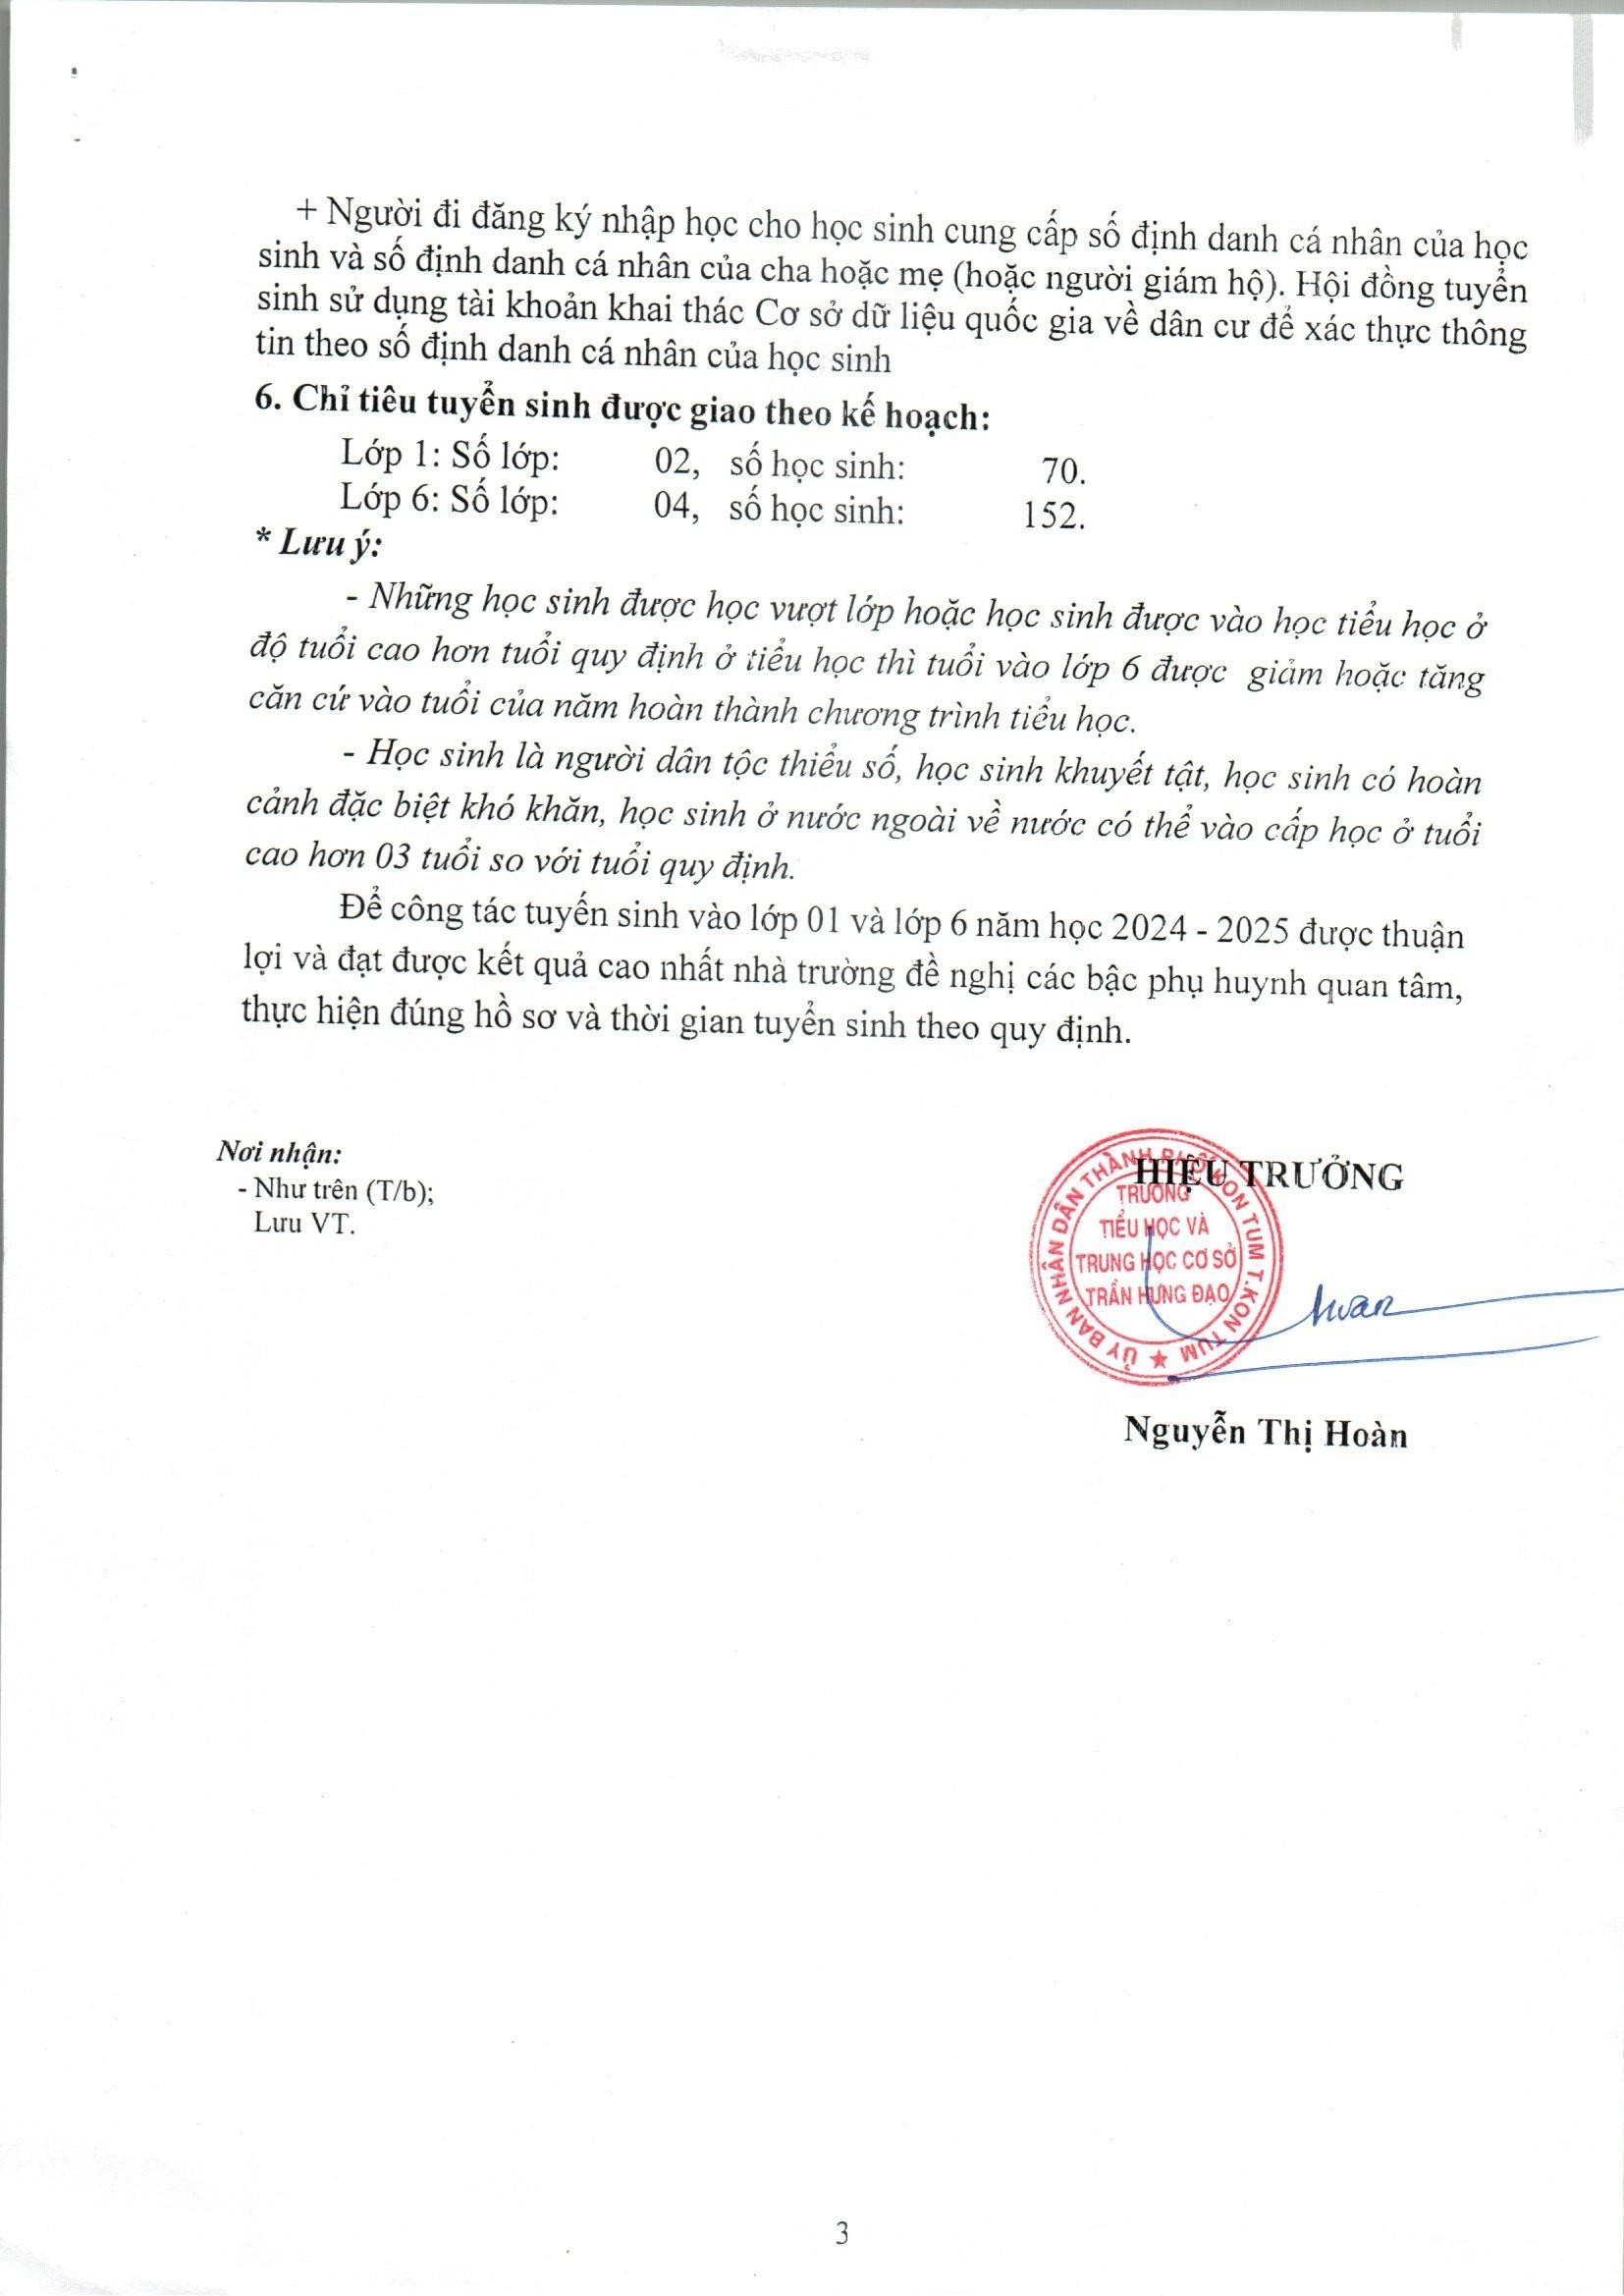 + Người đi đăng ký nhập học cho học sinh cung cấp số định danh cá nhân của học
sinh và số định danh cá nhân của cha hoặc mẹ (hoặc người giám hộ). Hội đồng tuyển
sinh sử dụng tài khoản khai thác Cơ sở dữ liệu quốc gia về dân cư để xác thực thông
tin theo số định danh cá nhân của học sinh
6. Chỉ tiêu tuyển sinh được giao theo kế hoạch:
Lớp 1: Số lớp: 02, số học sinh: 70.
Lớp 6: Số lớp: 04, số học sinh: 152.
* Lưu ý:
- Những học sinh được học vượt lớp hoặc học sinh được vào học tiểu học ở
độ tuổi cao hơn tuổi quy định ở tiểu học thì tuổi vào lớp 6 được giảm hoặc tăng
căn cứ vào tuổi của năm hoàn thành chương trình tiểu học.
- Học sinh là người dân tộc thiểu số, học sinh khuyết tật, học sinh có hoàn
cảnh đặc biệt khó khăn, học sinh ở nước ngoài về nước có thể vào cấp học ở tuổi
cao hơn 03 tuổi so với tuổi quy định.
Để công tác tuyển sinh vào lớp 01 và lớp 6 năm học 2024 - 2025 được thuận
lợi và đạt được kết quả cao nhất nhà trường đề nghị các bậc phụ huynh quan tâm,
thực hiện đúng hồ sơ và thời gian tuyển sinh theo quy định.
Nơi nhận:
- Như trên (T/b);
Lưu VT.
HIỆU TRƯỞNG
ỦY BAN NHÂN DÂN THÀNH PHỐ KON TUM T.KON TUM
TRƯỜNG
TIỂU HỌC VÀ
TRUNG HỌC CƠ SỞ
TRẦN HƯNG ĐẠO
Nguyễn Thị Hoàn
3